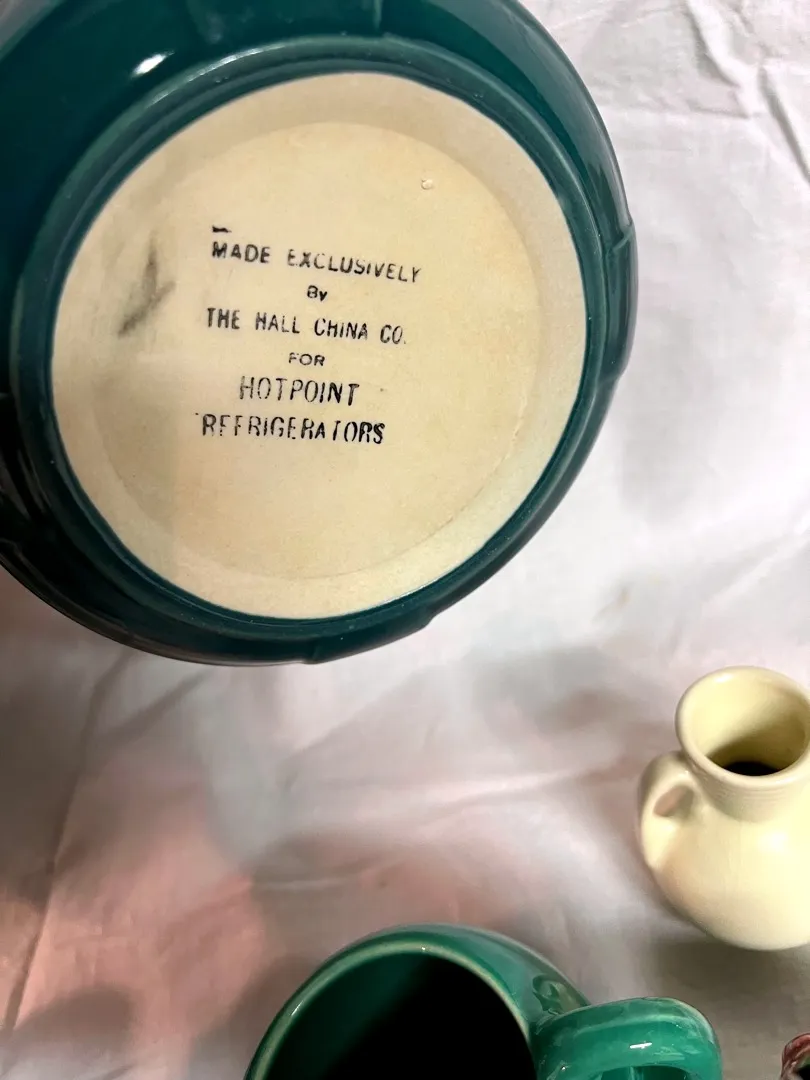 MADE EXCLUSIVELY
By
THE HALL CHINA CO.
FOR
HOTPOINT
REFRIGERATORS